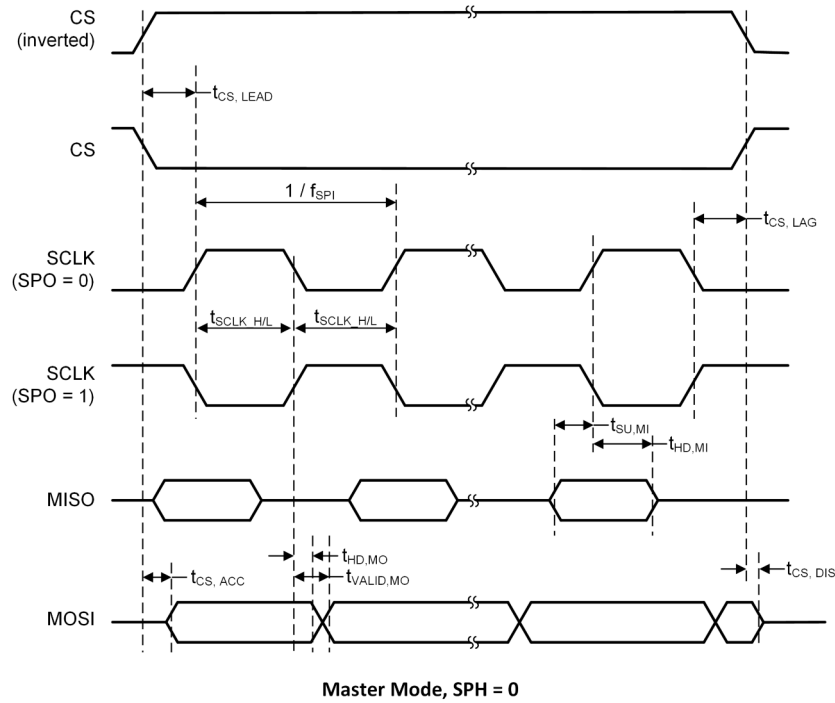 CS
(inverted)
tCS, LEAD
CS
1 / fSPI
tCS, LAG
SCLK
(SPO = 0)
tSCLK_H/L tSCLK_H/L
SCLK
(SPO = 1)
tSU,MI
tHD,MI
MISO
tHD,MO
tCS, ACC tVALID,MO tCS, DIS
MOSI
Master Mode, SPH = 0